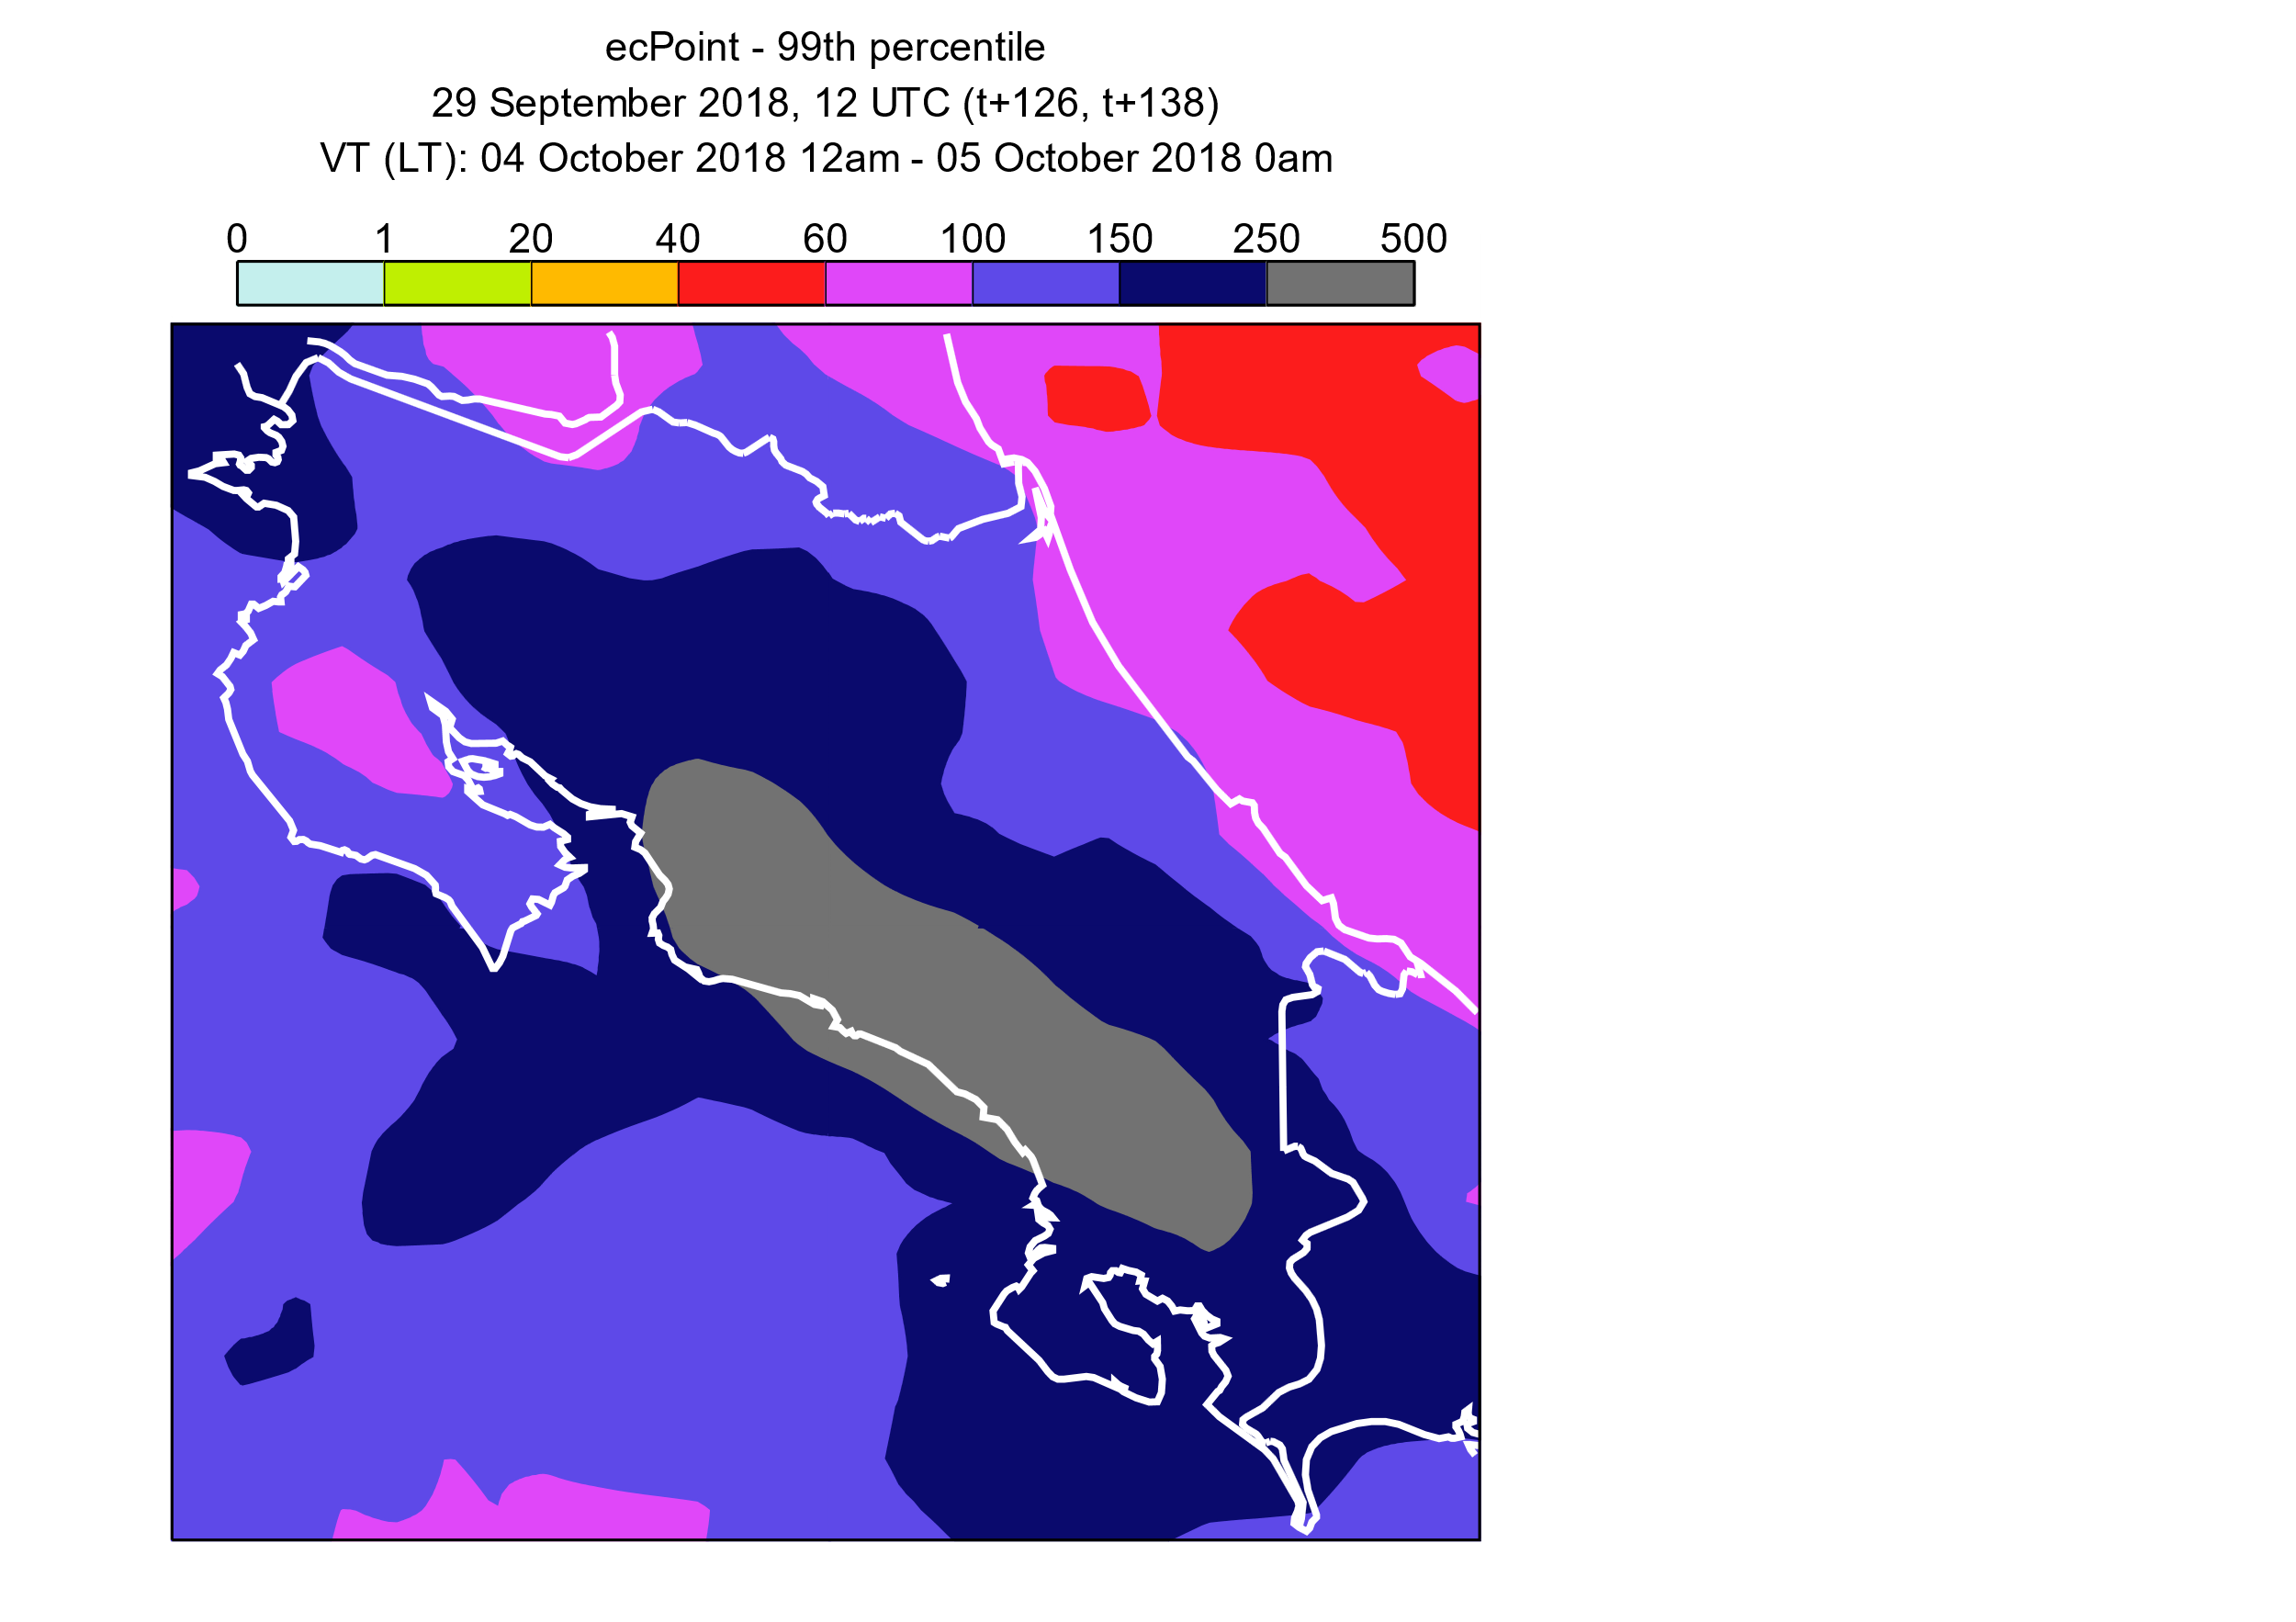 ecPoint - 99th percentile
29 September 2018, 12 UTC (t+126, t+138)
VT (LT): 04 October 2018 12am - 05 October 2018 0am
0 1 20 40 60 100 150 250 500